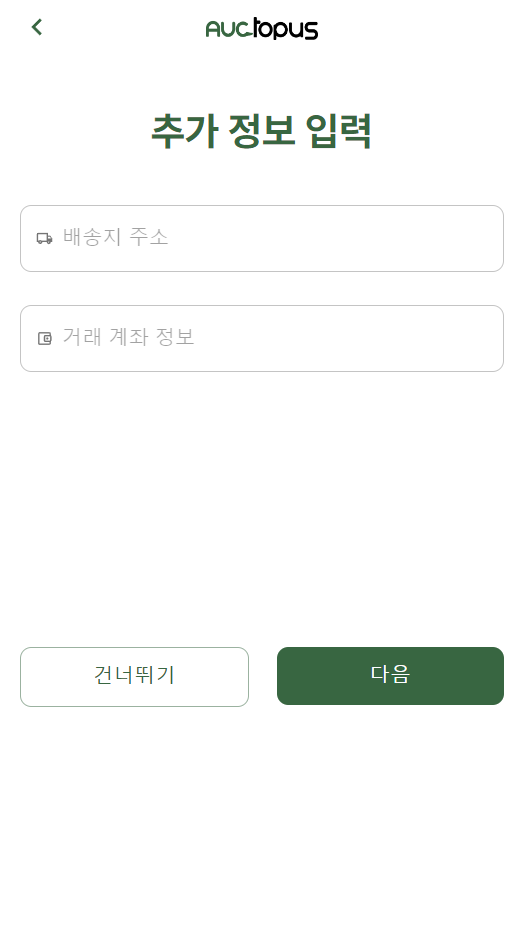 Auctopus
추가 정보 입력
배송지 주소
거래 계좌 정보
건너뛰기
다음